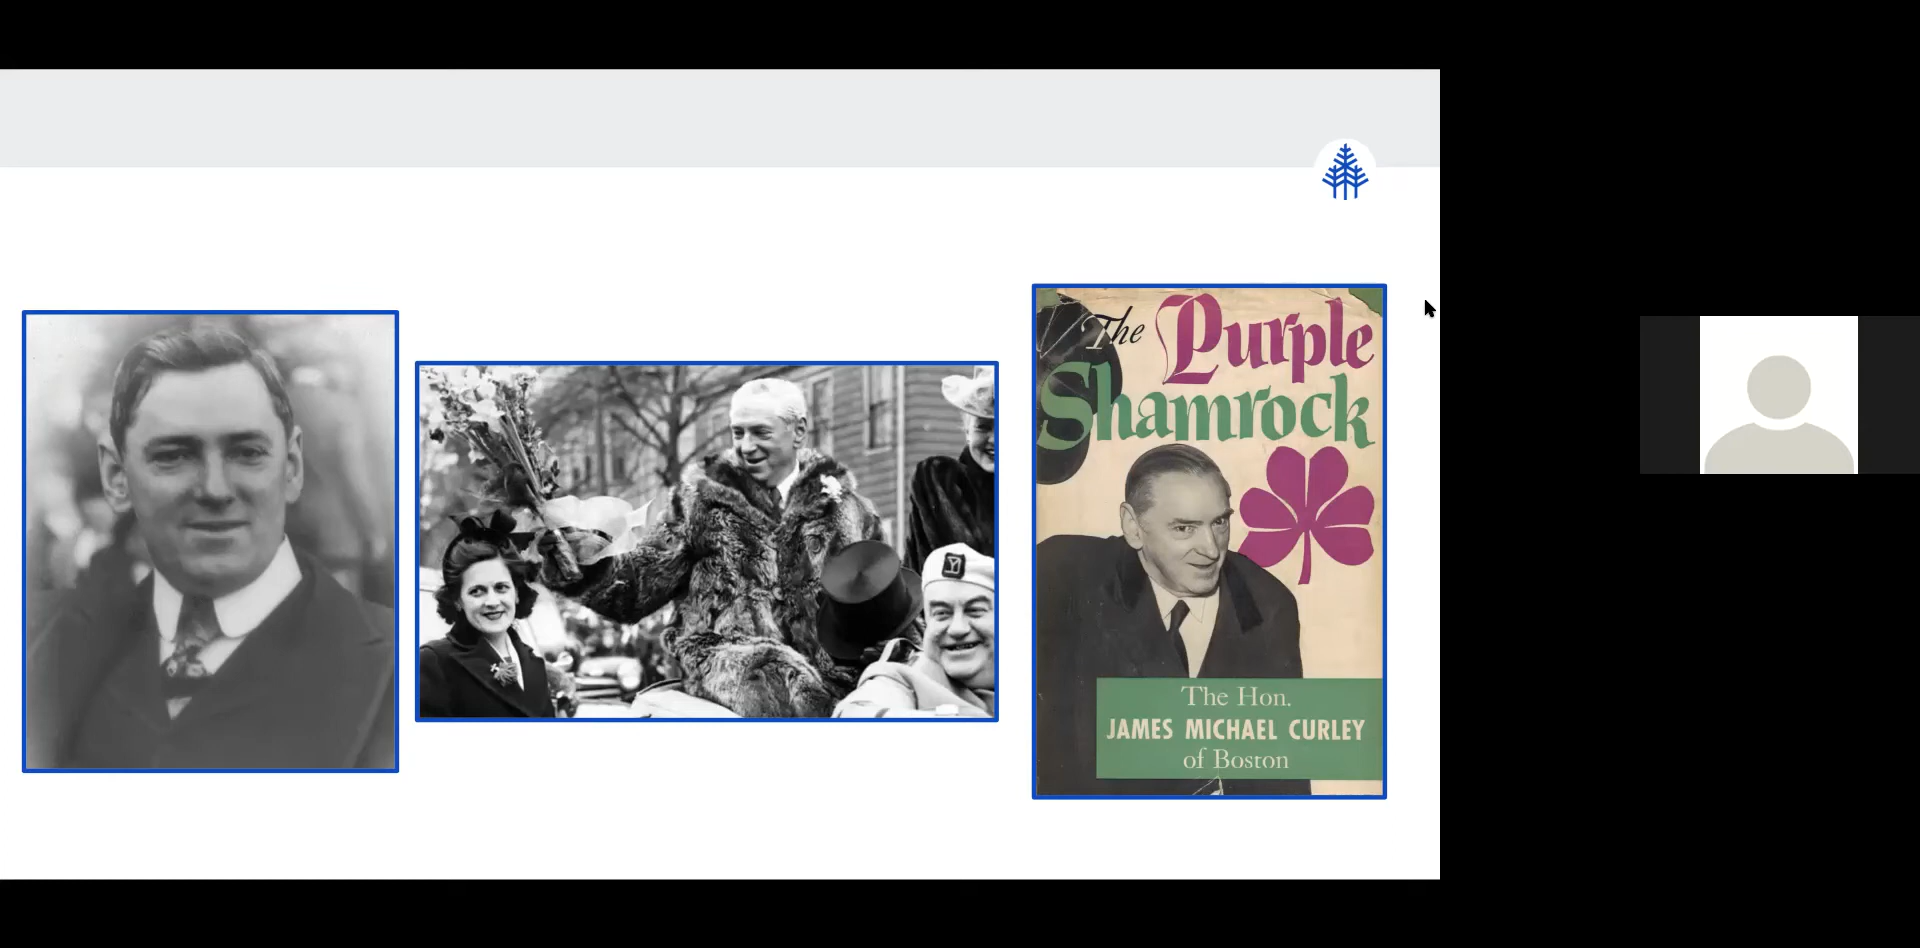 The Purple
Shamrock
The Hon.
JAMES MICHAEL CURLEY
of Boston